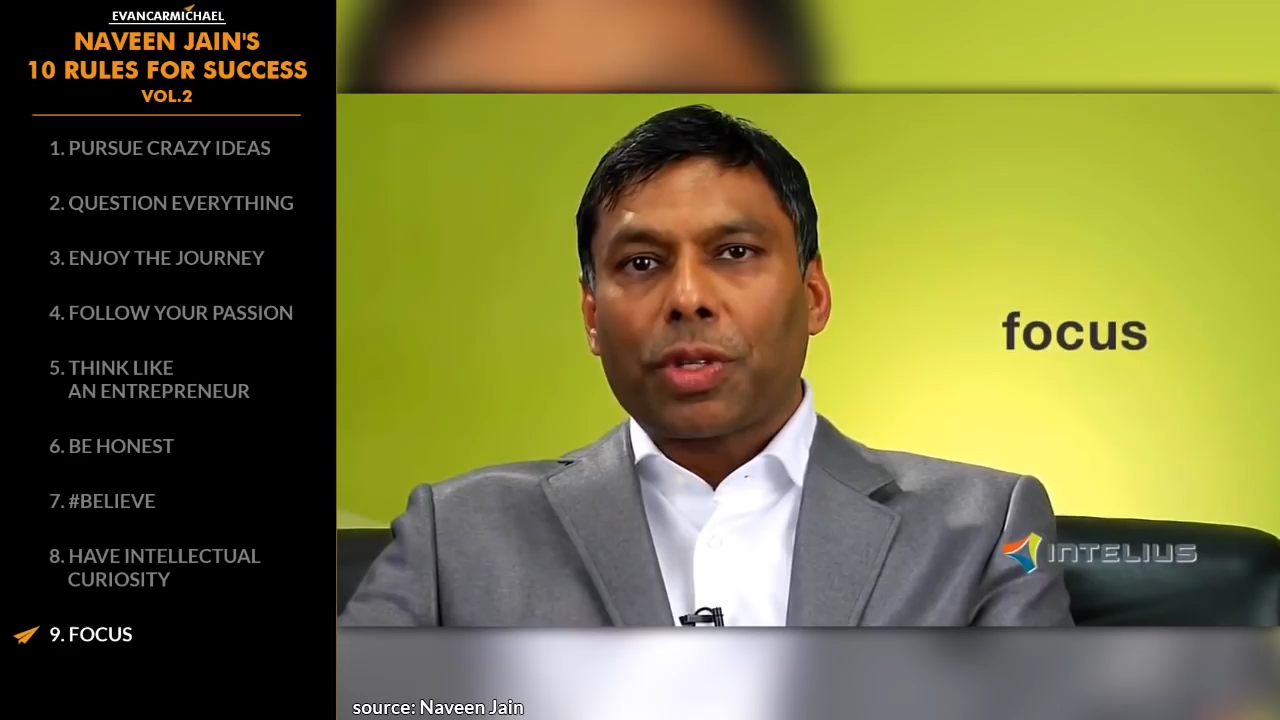 EVANCARMICHAEL
NAVEEN JAIN'S
10 RULES FOR SUCCESS
VOL.2
1. PURSUE CRAZY IDEAS
2. QUESTION EVERYTHING
3. ENJOY THE JOURNEY
4. FOLLOW YOUR PASSION
5. THINK LIKE
AN ENTREPRENEUR
6. BE HONEST
7. #BELIEVE
8. HAVE INTELLECTUAL
CURIOSITY
9. FOCUS
focus
INTELIUS
source: Naveen Jain